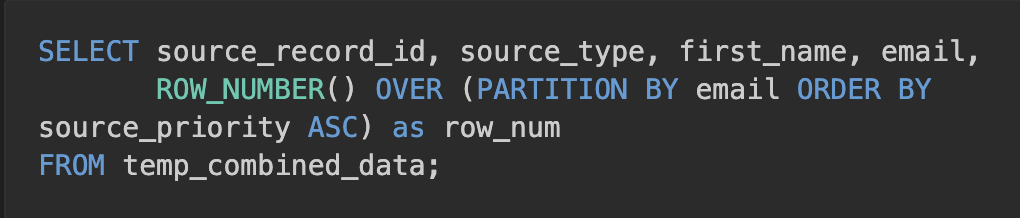 SELECT source_record_id, source_type, first_name, email,
ROW_NUMBER() OVER (PARTITION BY email ORDER BY
source_priority ASC) as row_num
FROM temp_combined_data;